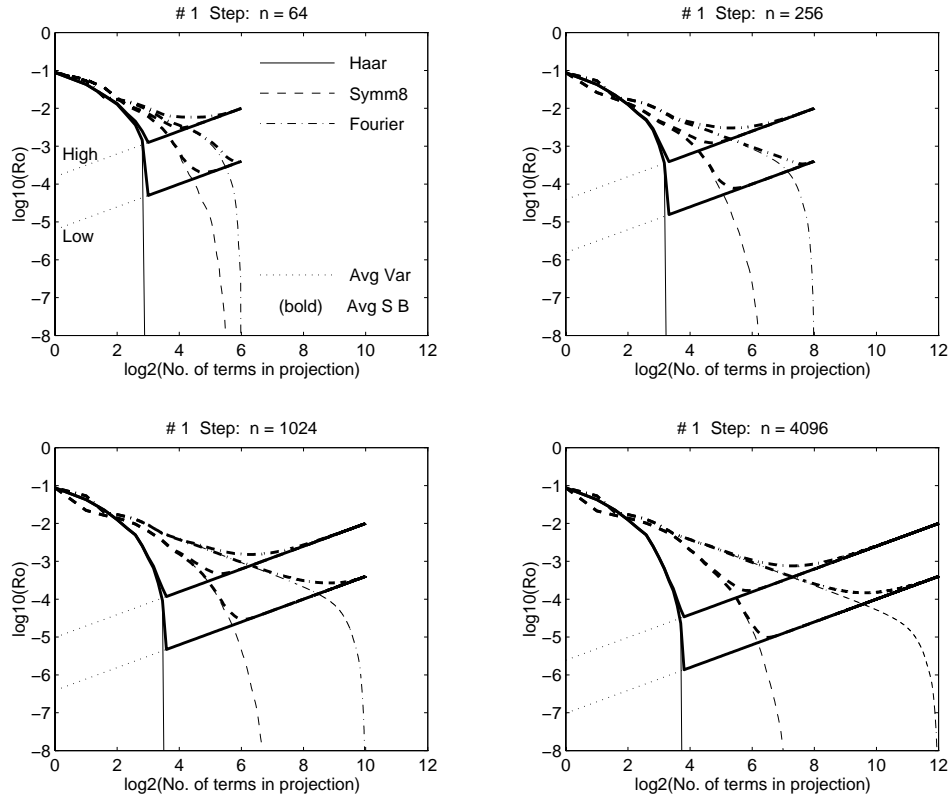 # 1 Step: n = 64
0
−1
−2
−3
−4
−5
−6
−7
−8
log10(Ro)
Haar
Symm8
Fourier
High
Low
Avg Var
(bold) Avg S B
0 2 4 6 8 10 12
log2(No. of terms in projection)
# 1 Step: n = 256
0
−1
−2
−3
−4
−5
−6
−7
−8
log10(Ro)
0 2 4 6 8 10 12
log2(No. of terms in projection)
# 1 Step: n = 1024
0
−1
−2
−3
−4
−5
−6
−7
−8
log10(Ro)
0 2 4 6 8 10 12
log2(No. of terms in projection)
# 1 Step: n = 4096
0
−1
−2
−3
−4
−5
−6
−7
−8
log10(Ro)
0 2 4 6 8 10 12
log2(No. of terms in projection)